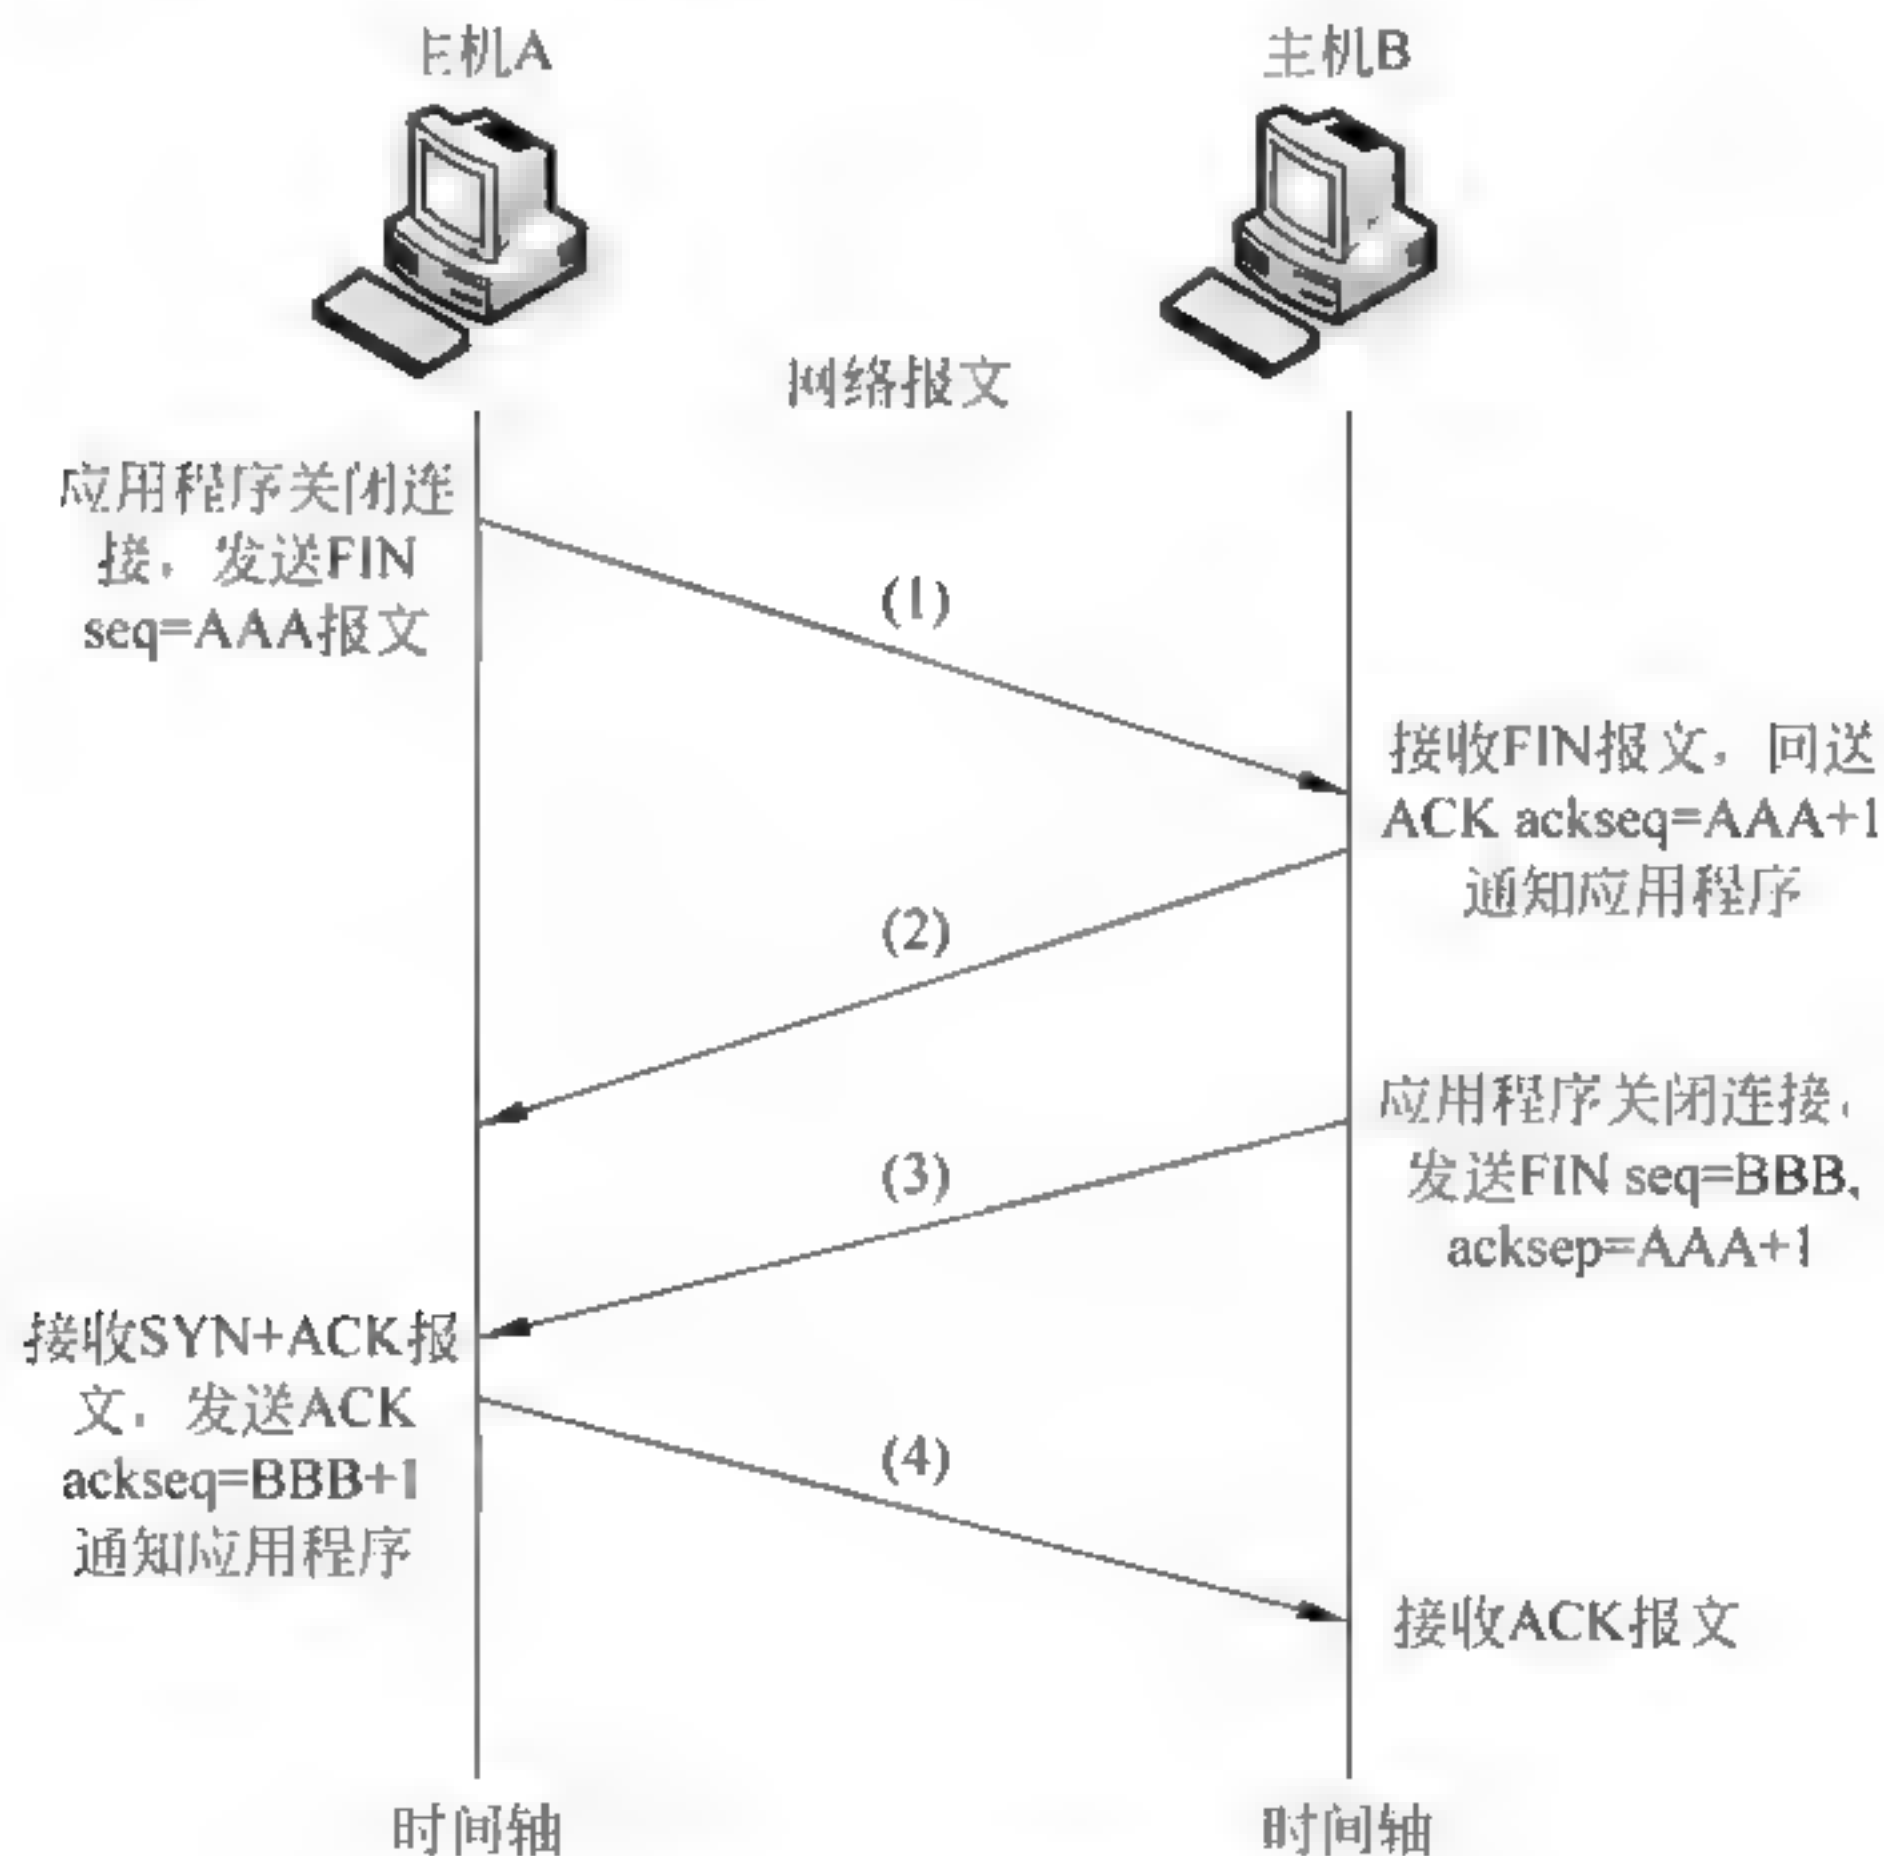 主机A
主机B
网络报文
应用程序关闭连
接，发送FIN
seq=AAA报文
(1)
接收FIN报文，回送
ACK ackseq=AAA+1
通知应用程序
(2)
应用程序关闭连接，
发送FIN seq=BBB,
acksep=AAA+1
(3)
接收SYN+ACK报
文，发送ACK
ackseq=BBB+1
通知应用程序
(4)
接收ACK报文
时间轴
时间轴